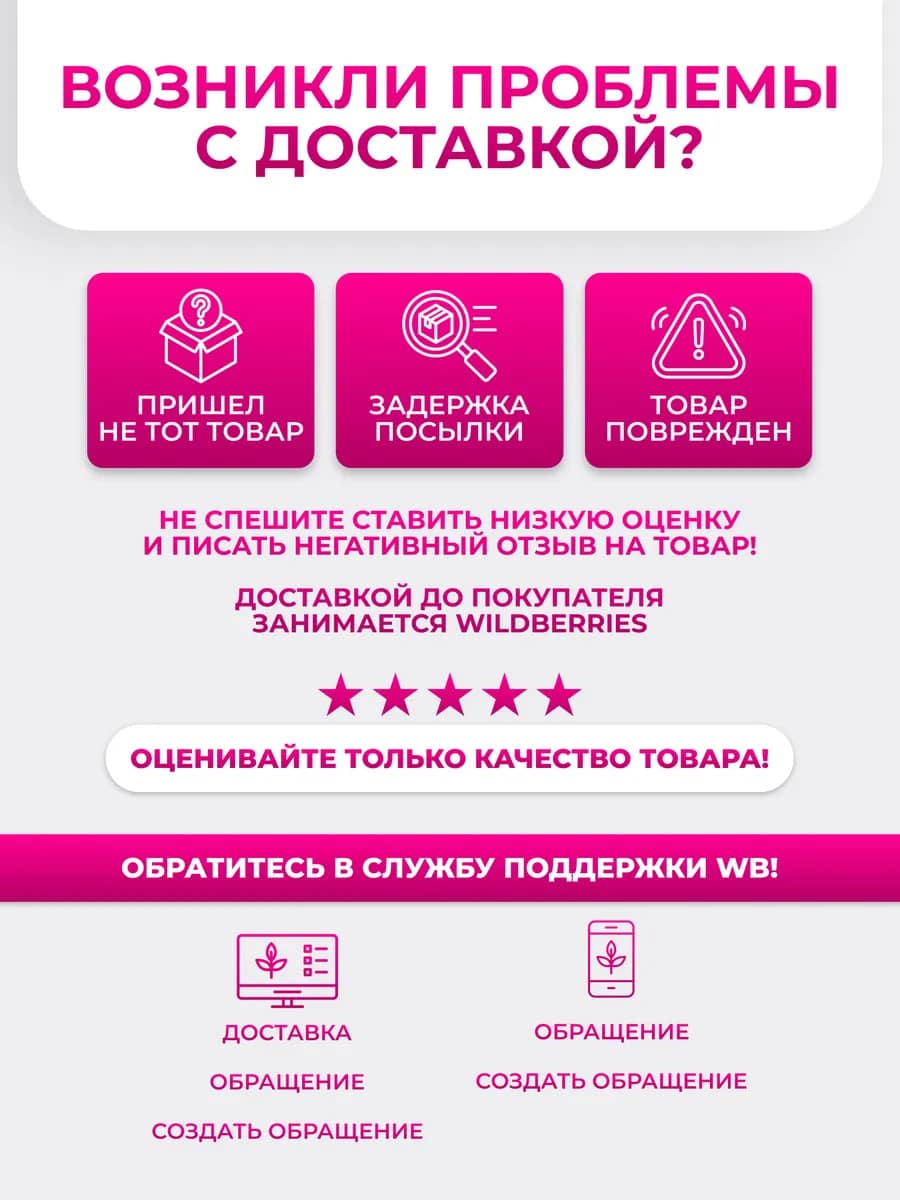 ВОЗНИКЛИ ПРОБЛЕМЫ
С ДОСТАВКОЙ?
ПРИШЕЛ
НЕ ТОТ ТОВАР
ЗАДЕРЖКА
ПОСЫЛКИ
ТОВАР
ПОВРЕЖДЕН
НЕ СПЕШИТЕ СТАВИТЬ НИЗКУЮ ОЦЕНКУ
И ПИСАТЬ НЕГАТИВНЫЙ ОТЗЫВ НА ТОВАР!
ДОСТАВКОЙ ДО ПОКУПАТЕЛЯ
ЗАНИМАЕТСЯ WILDBERRIES
ОЦЕНИВАЙТЕ ТОЛЬКО КАЧЕСТВО ТОВАРА!
ОБРАТИТЕСЬ В СЛУЖБУ ПОДДЕРЖКИ WB!
ДОСТАВКА
ОБРАЩЕНИЕ
СОЗДАТЬ ОБРАЩЕНИЕ
ОБРАЩЕНИЕ
СОЗДАТЬ ОБРАЩЕНИЕ